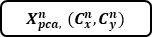 X^n_{pca,} (C^n_x, C^n_y)